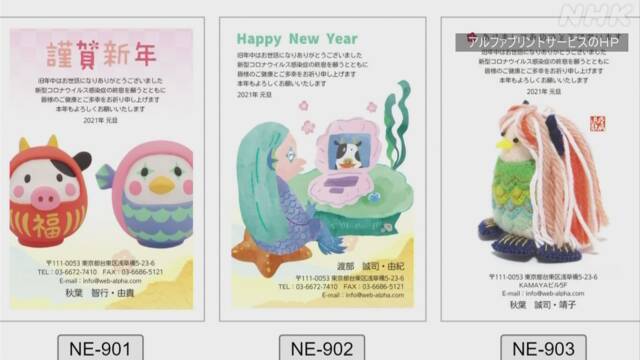 NHK
アルファプリントサービスのHP
謹賀新年
旧年中はお世話になりありがとうございました
新型コロナウイルス感染症の終息を願うとともに
皆様のご健康とご多幸をお祈り申し上げます
本年もよろしくお願いいたします
2021年 元旦
福
〒111-0053 東京都台東区浅草橋5-23-6
TEL:03-6672-7410 FAX:03-6686-5121
E-mail:info@web-alpha.com
秋葉 智行・由貴
NE-901
Happy New Year
旧年中はお世話になりありがとうございました
新型コロナウイルス感染症の終息を願うとともに
皆様のご健康とご多幸をお祈り申し上げます
本年もよろしくお願いいたします
2021年 元旦
渡部 誠司・由紀
〒111-0053 東京都台東区浅草橋5-23-6
TEL:03-6672-7410 FAX:03-6686-5121
E-mail:info@web-alpha.com
NE-902
旧年中はお世話になりありがとうございました
新型コロナウイルス感染症の終息を願うとともに
皆様のご健康とご多幸をお祈り申し上げます
本年もよろしくお願いいたします
2021年 元旦
〒111-0053 東京都台東区浅草橋5-23-6
KAMAYAビル5F
E-mail:info@web-alpha.com
秋葉 誠司・靖子
NE-903